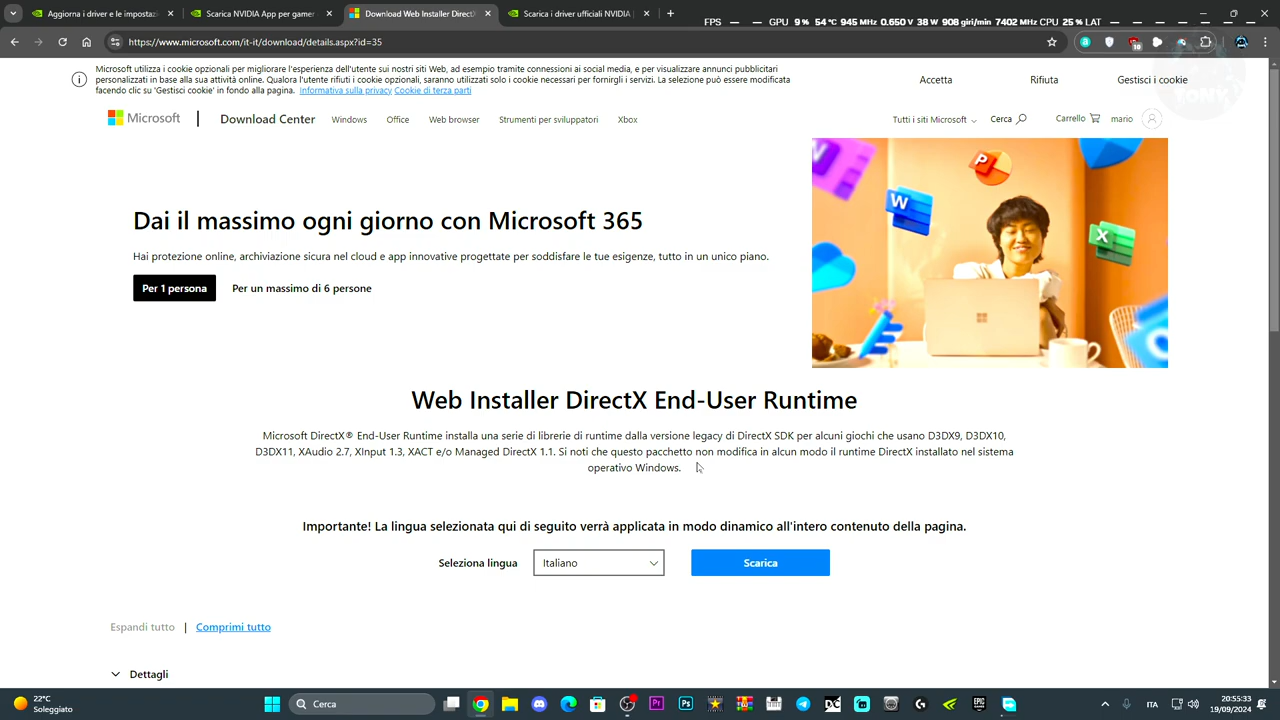 Aggiorna i driver e le impostaz
Scarica NVIDIA App per gamer
Download Web Installer DirectX
Scarica i driver ufficiali NVIDIA
FPS — — GPU 9 % 54 °C 945 MHz 0.650 V 38 W 908 giri/min 7402 MHz CPU 25 % LAT — — — —
https://www.microsoft.com/it-it/download/details.aspx?id=35
Microsoft utilizza i cookie opzionali per migliorare l'esperienza dell'utente sui nostri siti Web, ad esempio tramite connessioni ai social media, e per visualizzare annunci pubblicitari
personalizzati in base alla sua attività online. Qualora l'utente rifiuti i cookie opzionali, saranno utilizzati solo i cookie necessari per fornirgli i servizi. La selezione può essere modificata
facendo clic su 'Gestisci cookie' in fondo alla pagina. Informativa sulla privacy Cookie di terza parti
Accetta
Rifiuta
Gestisci i cookie
TONX
Microsoft
Download Center
Windows
Office
Web browser
Strumenti per sviluppatori
Xbox
Tutti i siti Microsoft
Cerca
Carrello
mario
Dai il massimo ogni giorno con Microsoft 365
Hai protezione online, archiviazione sicura nel cloud e app innovative progettate per soddisfare le tue esigenze, tutto in un unico piano.
Per 1 persona
Per un massimo di 6 persone
W
P
X
Web Installer DirectX End-User Runtime
Microsoft DirectX® End-User Runtime installa una serie di librerie di runtime dalla versione legacy di DirectX SDK per alcuni giochi che usano D3DX9, D3DX10,
D3DX11, XAudio 2.7, XInput 1.3, XACT e/o Managed DirectX 1.1. Si noti che questo pacchetto non modifica in alcun modo il runtime DirectX installato nel sistema
operativo Windows.
Importante! La lingua selezionata qui di seguito verrà applicata in modo dinamico all'intero contenuto della pagina.
Seleziona lingua
Italiano
Scarica
Espandi tutto | Comprimi tutto
Dettagli
22°C
Soleggiato
Cerca
Pr
Ps
DC
EPIC
ITA
20:55:33
19/09/2024